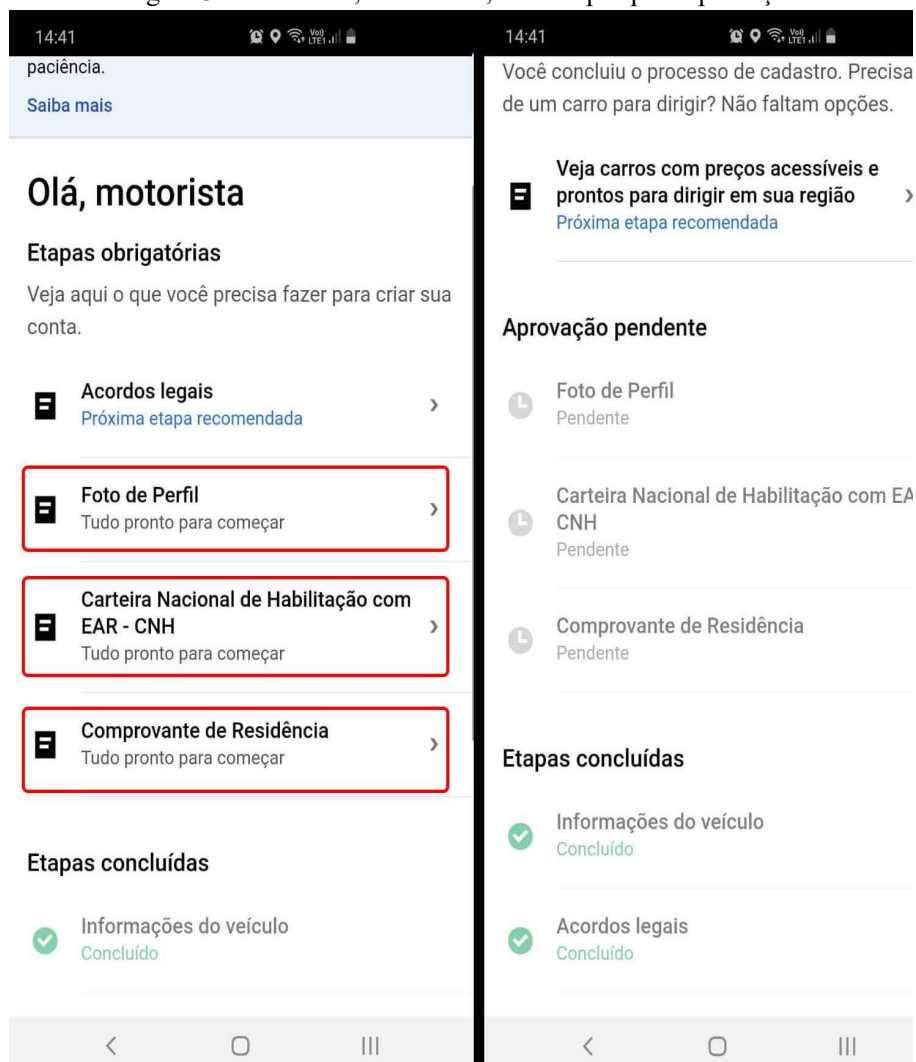 14:41
paciência.
Saiba mais
Olá, motorista
Etapas obrigatórias
Veja aqui o que você precisa fazer para criar sua
conta.
Acordos legais
Próxima etapa recomendada
Foto de Perfil
Tudo pronto para começar
Carteira Nacional de Habilitação com
EAR - CNH
Tudo pronto para começar
Comprovante de Residência
Tudo pronto para começar
Etapas concluídas
Informações do veículo
Concluído
14:41
Você concluiu o processo de cadastro. Precisa
de um carro para dirigir? Não faltam opções.
Veja carros com preços acessíveis e
prontos para dirigir em sua região
Próxima etapa recomendada
Aprovação pendente
Foto de Perfil
Pendente
Carteira Nacional de Habilitação com EA
CNH
Pendente
Comprovante de Residência
Pendente
Etapas concluídas
Informações do veículo
Concluído
Acordos legais
Concluído